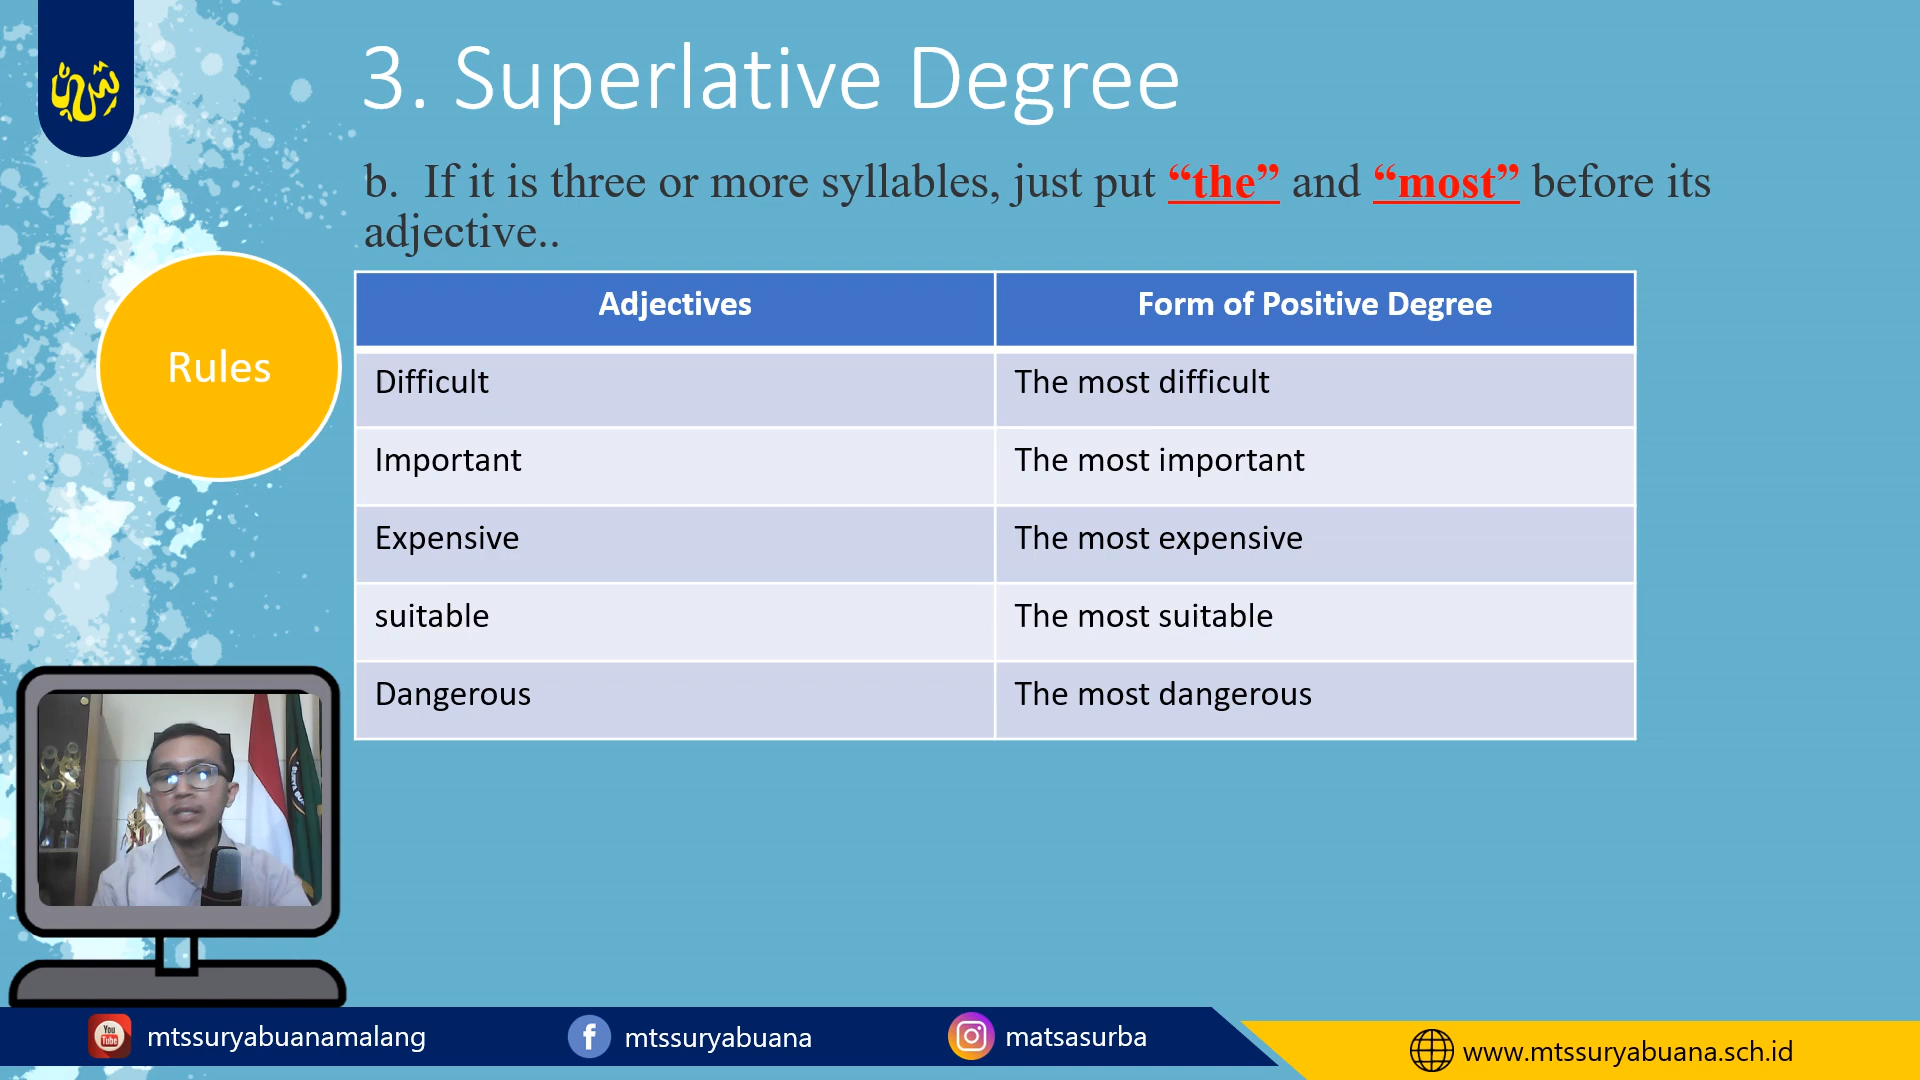 3. Superlative Degree
b. If it is three or more syllables, just put “the” and “most” before its
adjective..
Rules
Adjectives Form of Positive Degree
Difficult The most difficult
Important The most important
Expensive The most expensive
suitable The most suitable
Dangerous The most dangerous
You
Tube
mtssuryabuanamalang
mtssuryabuana
matsasurba
www.mtssuryabuana.sch.id